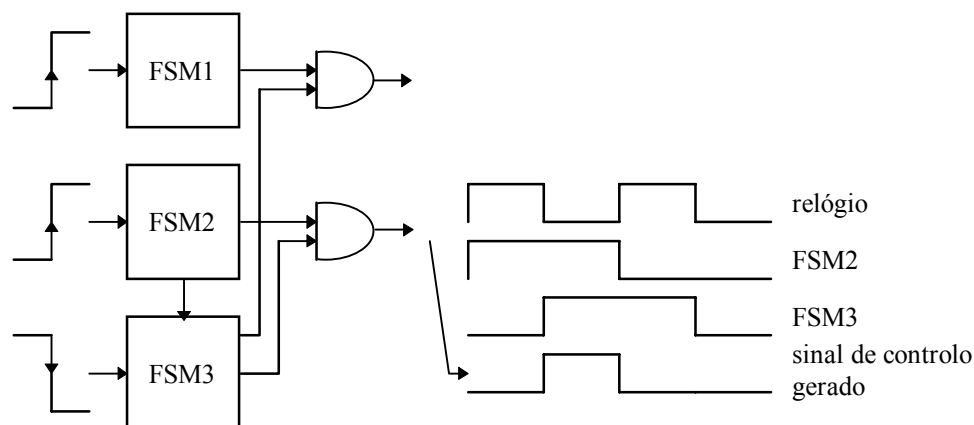 FSM1
FSM2
FSM3
relógio
FSM2
FSM3
sinal de controlo
gerado